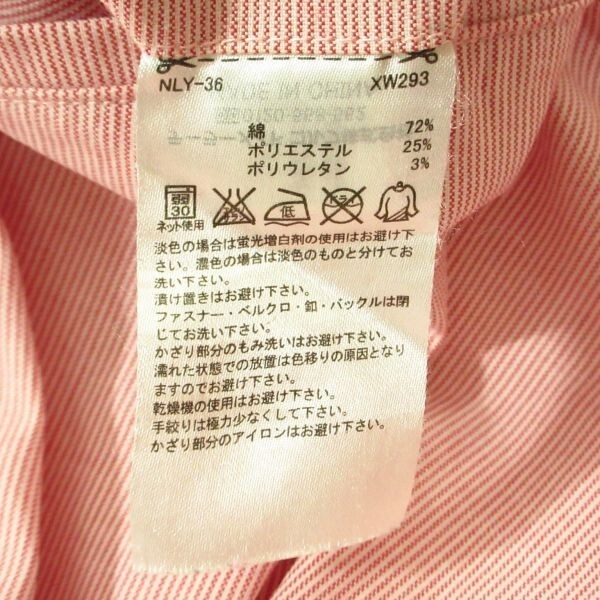 NLY-36 XW293
綿 72%
ポリエステル 25%
ポリウレタン 3%
弱
30
エンソ
サラシ
低
ドライ
ネット使用
淡色の場合は蛍光増白剤の使用はお避け下
さい。濃色の場合は淡色のものと分けてお
洗い下さい。
漬け置きはお避け下さい。
ファスナー・ベルクロ・釦・バックルは閉
じてお洗い下さい。
かざり部分のもみ洗いはお避け下さい。
濡れた状態での放置は色移りの原因となり
ますのでお避け下さい。
乾燥機の使用はお避け下さい。
手絞りは極力少なくして下さい。
かざり部分のアイロンはお避け下さい。